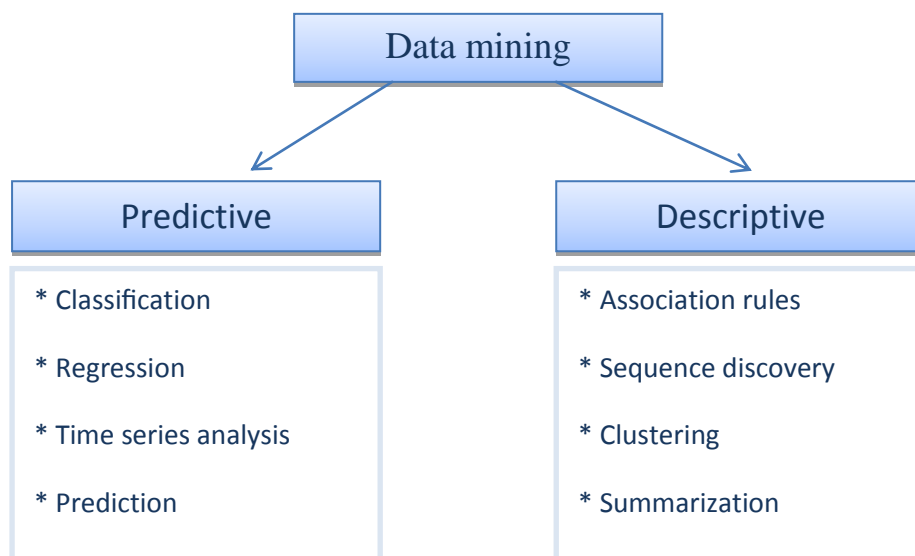 Data mining
Predictive
* Classification
* Regression
* Time series analysis
* Prediction
Descriptive
* Association rules
* Sequence discovery
* Clustering
* Summarization